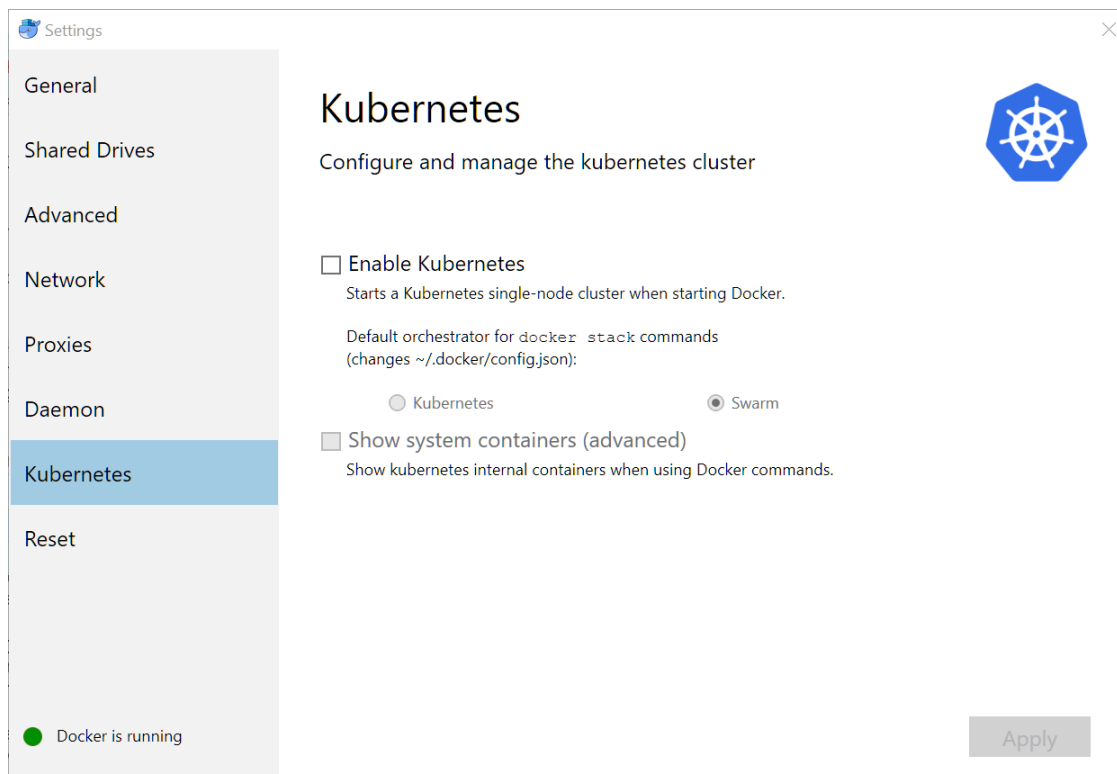 Settings
General
Shared Drives
Advanced
Network
Proxies
Daemon
Kubernetes
Reset
Docker is running
Kubernetes
Configure and manage the kubernetes cluster
Enable Kubernetes
Starts a Kubernetes single-node cluster when starting Docker.
Default orchestrator for docker stack commands
(changes ~/.docker/config.json):
Kubernetes Swarm
Show system containers (advanced)
Show kubernetes internal containers when using Docker commands.
Apply